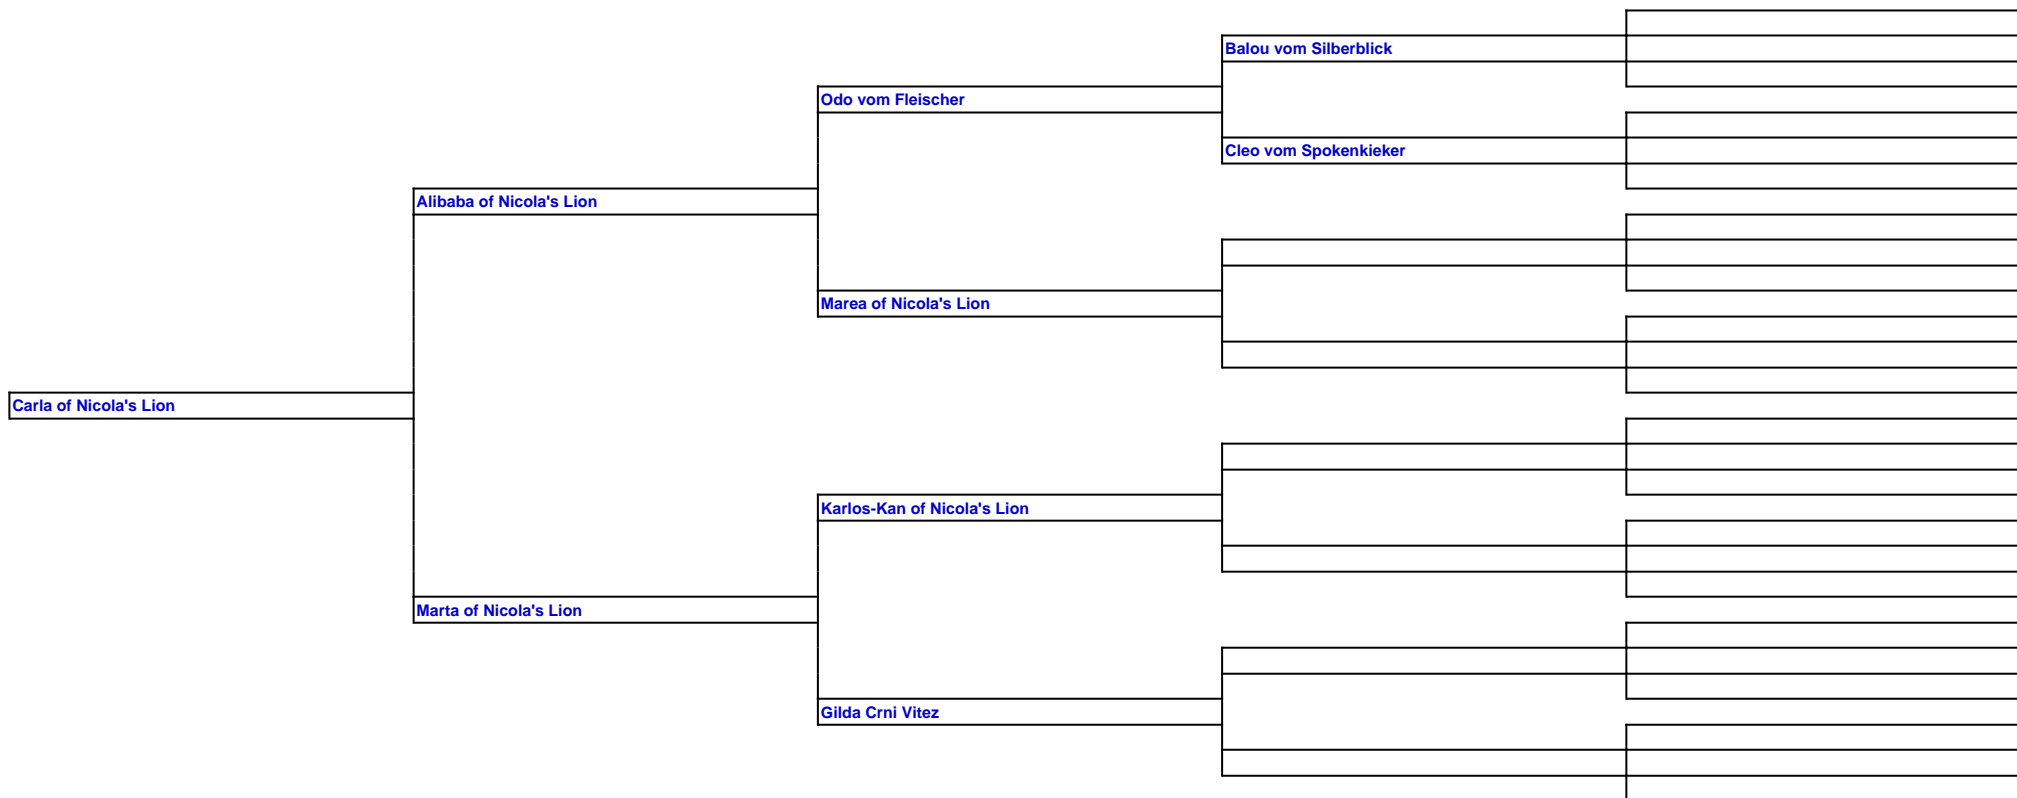 Balou vom Silberblick
Odo vom Fleischer
Cleo vom Spokenkieker
Alibaba of Nicola's Lion
Marea of Nicola's Lion
Carla of Nicola's Lion
Karlos-Kan of Nicola's Lion
Marta of Nicola's Lion
Gilda Crni Vitez